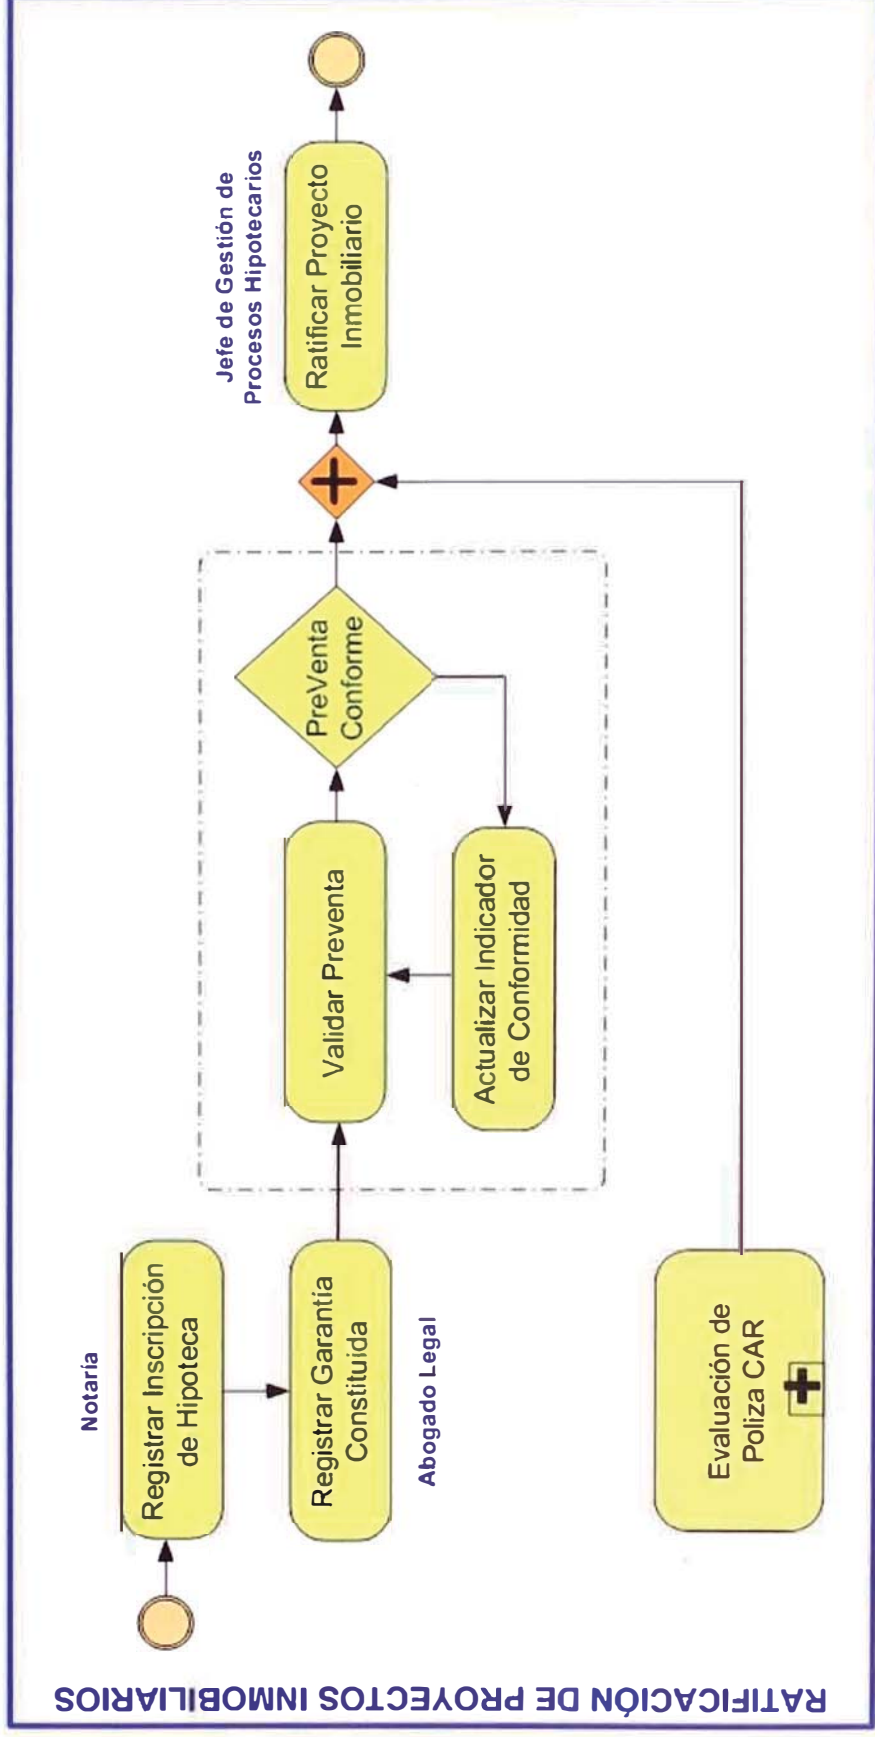 RATIFICACIÓN DE PROYECTOS INMOBILIARIOS
Notaría
Registrar Inscripción
de Hipoteca
Registrar Garantía
Constituida
Abogado Legal
Validar Preventa
Actualizar Indicador
de Conformidad
PreVenta
Conforme
Jefe de Gestión de
Procesos Hipotecarios
Ratificar Proyecto
Inmobiliario
Evaluación de
Poliza CAR